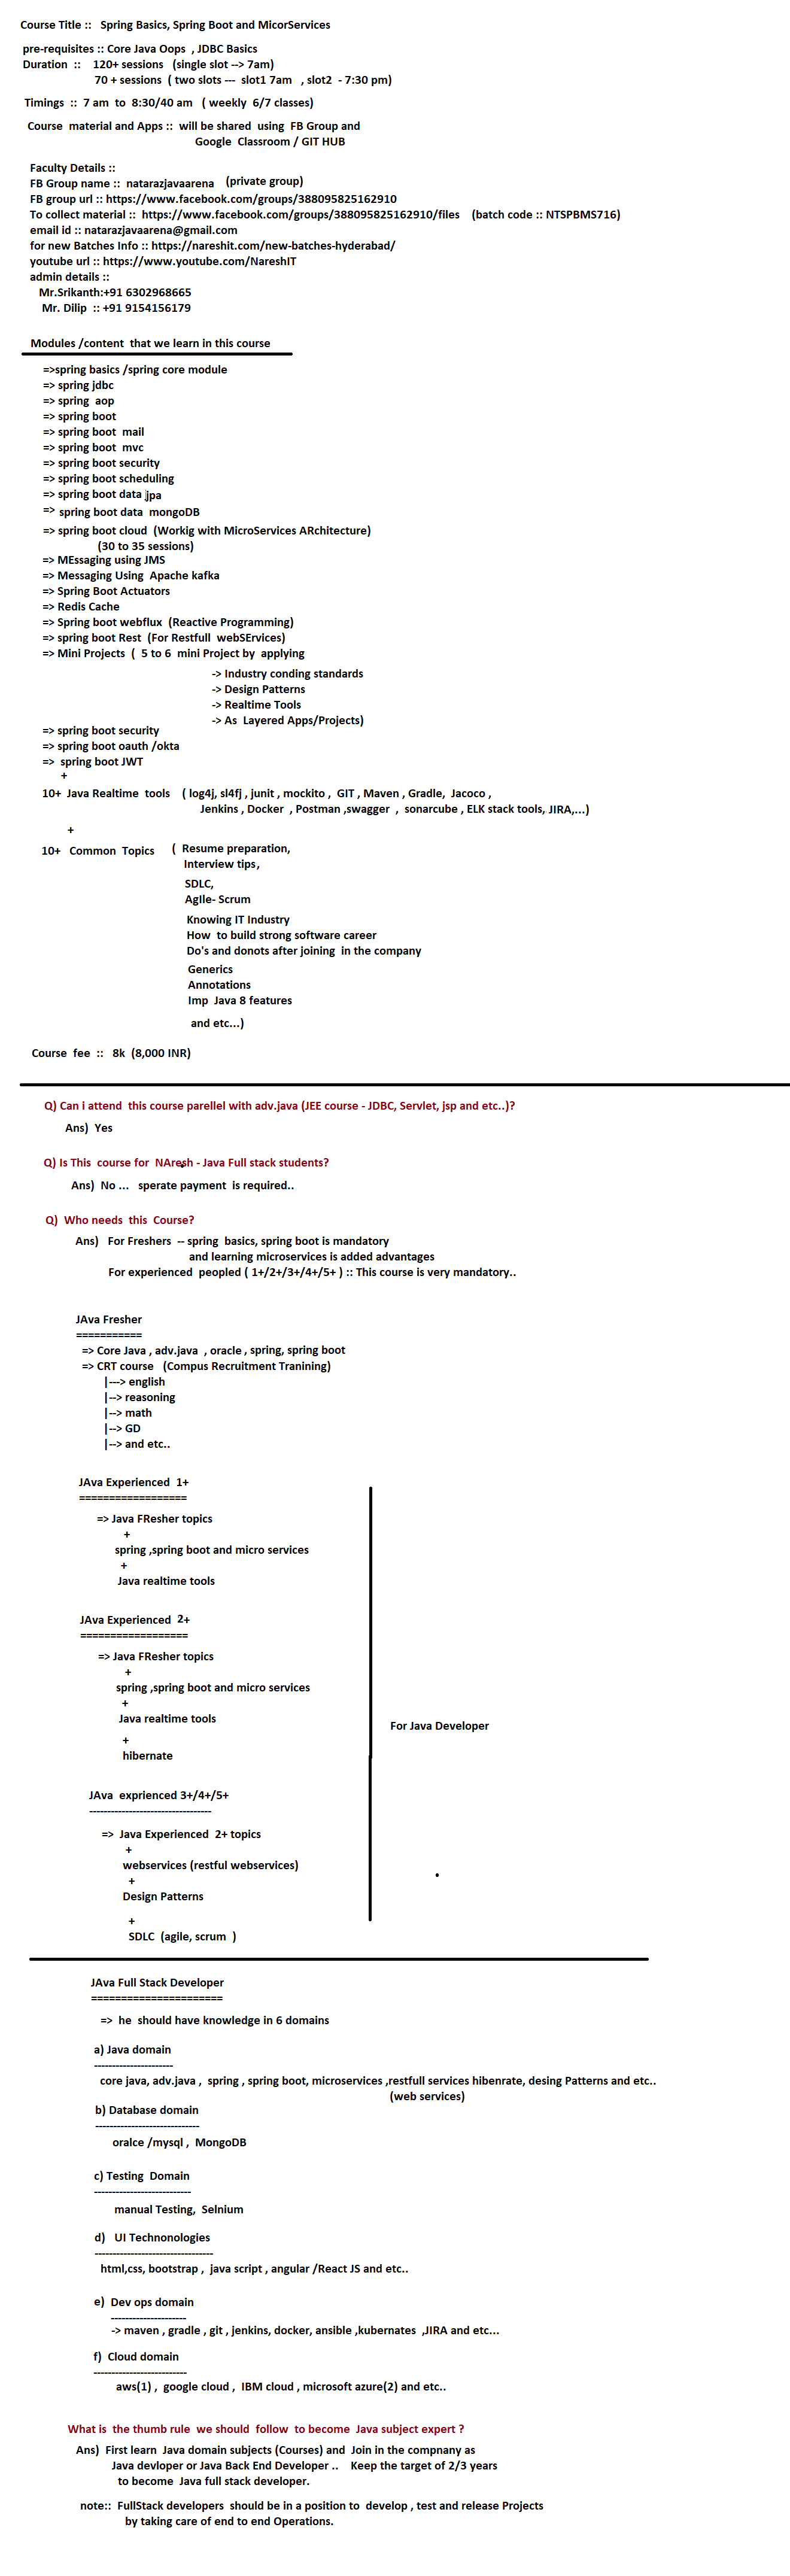 Course Title ::   Spring Basics, Spring Boot and MicorServices
pre-requisites :: Core Java Oops  , JDBC Basics
Duration  ::    120+ sessions   (single slot --> 7am)
70 + sessions  ( two slots ---  slot1 7am   , slot2  - 7:30 pm)
Timings  ::  7 am  to  8:30/40 am   ( weekly  6/7 classes)
Course  material and Apps ::  will be shared  using  FB Group and
Google  Classroom / GIT HUB
Faculty Details ::
FB Group name ::  natarazjavaarena    (private group)
FB group url :: https://www.facebook.com/groups/388095825162910
To collect material ::  https://www.facebook.com/groups/388095825162910/files    (batch code :: NTSPBMS716)
email id :: natarazjavaarena@gmail.com
for new Batches Info :: https://nareshit.com/new-batches-hyderabad/
youtube url :: https://www.youtube.com/NareshIT
admin details ::
Mr.Srikanth:+91 6302968665
Mr. Dilip  :: +91 9154156179
Modules /content  that we learn in this course
=>spring basics /spring core module
=> spring jdbc
=> spring  aop
=> spring boot
=> spring boot  mail
=> spring boot  mvc
=> spring boot security
=> spring boot scheduling
=> spring boot data jpa
=> spring boot data  mongoDB
=> spring boot cloud  (Workig with MicroServices ARchitecture)
(30 to 35 sessions)
=> MEssaging using JMS
=> Messaging Using  Apache kafka
=> Spring Boot Actuators
=> Redis Cache
=> Spring boot webflux  (Reactive Programming)
=> spring boot Rest  (For Restfull  webSErvices)
=> Mini Projects  (  5 to 6  mini Project by  applying
-> Industry conding standards
-> Design Patterns
-> Realtime Tools
-> As  Layered Apps/Projects)
=> spring boot security
=> spring boot oauth /okta
=>  spring boot JWT
+
10+  Java Realtime  tools    ( log4j, sl4fj , junit , mockito ,  GIT , Maven , Gradle,  Jacoco ,
Jenkins , Docker  , Postman ,swagger  ,  sonarcube , ELK stack tools, JIRA,...)
+
10+   Common  Topics      (  Resume preparation,
Interview tips,
SDLC,
AgIle- Scrum
Knowing IT Industry
How  to build strong software career
Do's and donots after joining  in the company
Generics
Annotations
Imp  Java 8 features
and etc...)
Course  fee  ::   8k  (8,000 INR)
Q) Can i attend  this course parellel with adv.java (JEE course - JDBC, Servlet, jsp and etc..)?
Ans)  Yes
Q) Is This  course for  NAresh - Java Full stack students?
Ans)  No ...   sperate payment  is required..
Q)  Who needs  this  Course?
Ans)   For Freshers  -- spring  basics, spring boot is mandatory
and learning microservices is added advantages
For experienced  peopled ( 1+/2+/3+/4+/5+ ) :: This course is very mandatory..
JAva Fresher
===========
=> Core Java , adv.java  , oracle , spring, spring boot
=> CRT course   (Compus Recruitment Tranining)
|---> english
|--> reasoning
|--> math
|--> GD
|--> and etc..
JAva Experienced  1+
==================
=> Java FResher topics
+
spring ,spring boot and micro services
+
Java realtime tools
JAva Experienced  2+
==================
=> Java FResher topics
+
spring ,spring boot and micro services
+
Java realtime tools
For Java Developer
+
hibernate
JAva  exprienced 3+/4+/5+
----------------------------------
=>  Java Experienced  2+ topics
+
webservices (restful webservices)
+
Design Patterns
+
SDLC  (agile, scrum  )
JAva Full Stack Developer
======================
=>  he  should have knowledge in 6 domains
a) Java domain
----------------------
core java, adv.java ,  spring , spring boot, microservices ,restfull services hibenrate, desing Patterns and etc..
(web services)
b) Database domain
-----------------------------
oralce /mysql ,  MongoDB
c) Testing  Domain
---------------------------
manual Testing,  Selnium
d)   UI Technonologies
---------------------------------
html,css, bootstrap ,  java script , angular /React JS and etc..
e)  Dev ops domain
---------------------
-> maven , gradle , git , jenkins, docker, ansible ,kubernates  ,JIRA and etc...
f)  Cloud domain
--------------------------
aws(1) ,  google cloud ,  IBM cloud , microsoft azure(2) and etc..
What is  the thumb rule  we should  follow  to become  Java subject expert ?
Ans)  First learn  Java domain subjects (Courses) and  Join in the compnany as
Java devloper or Java Back End Developer ..    Keep the target of 2/3 years
to become  Java full stack developer.
note::  FullStack developers  should be in a position to  develop , test and release Projects
by taking care of end to end Operations.